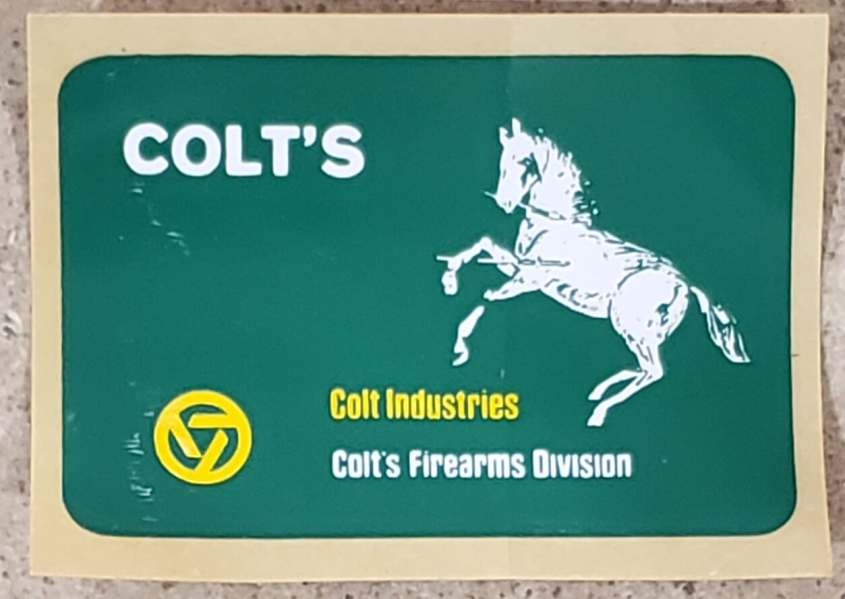 COLT'S
Colt Industries
Colt's Firearms Division